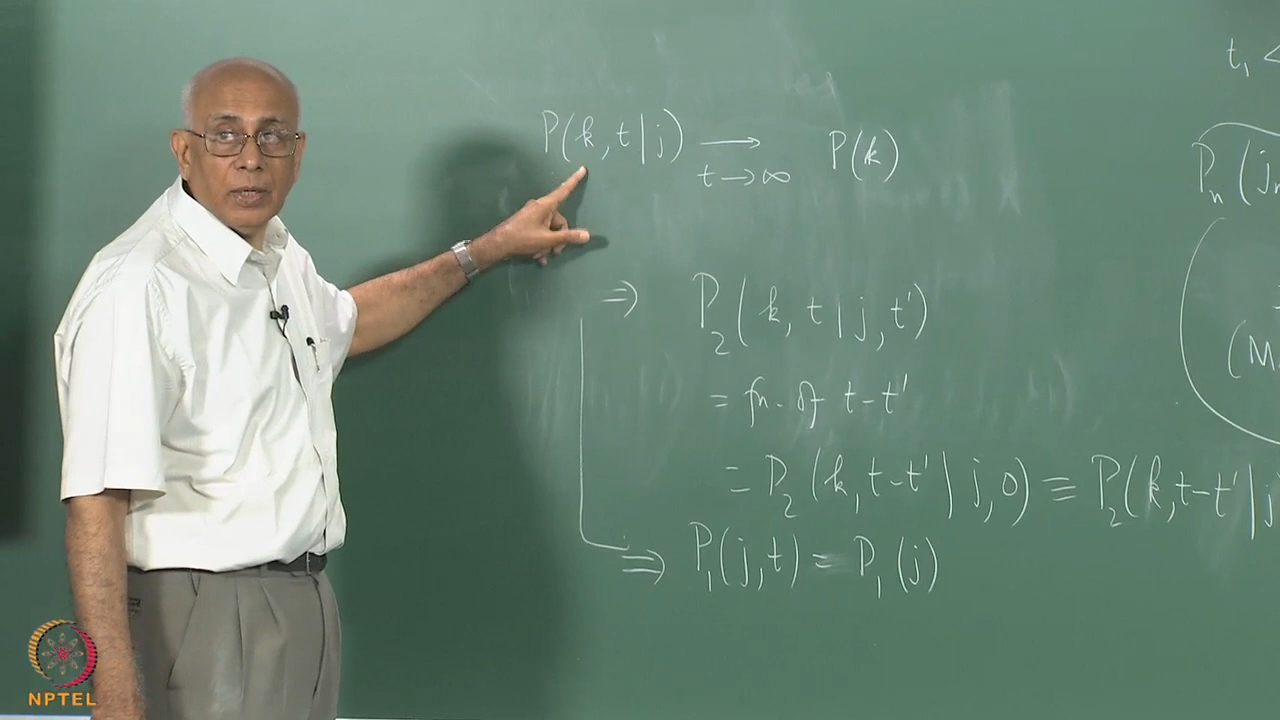 P(k, t | j) ⟶ P(k)
t → ∞
⇒ P₂(k, t | j, t')
= fn. of t − t'
= P₂(k, t−t' | j, 0) ≡ P₂(k, t−t' | j
⇒ P₁(j, t) = P₁(j)
t₁ <
Pₙ(jₙ
(M
NPTEL